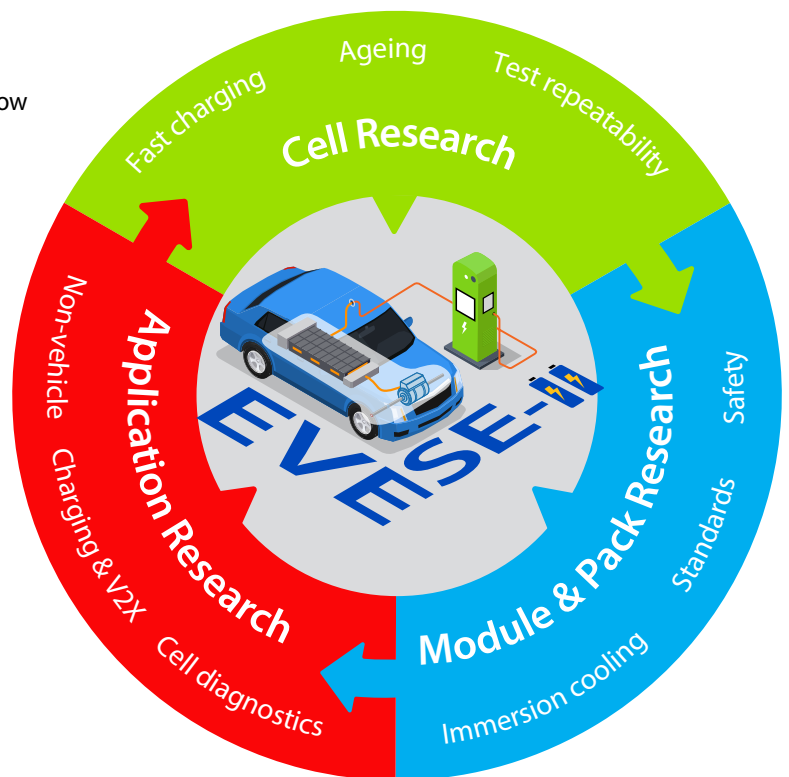 ow
Fast charging
Ageing
Test repeatability
Cell Research
Safety
Standards
Immersion cooling
Module & Pack Research
Cell diagnostics
Charging & V2X
Non-vehicle
Application Research
EVESE-II